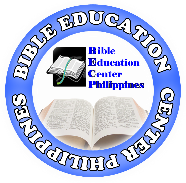 BIBLE EDUCATION
Bible
Education
Center
Philippines
CENTER PHILIPPINES